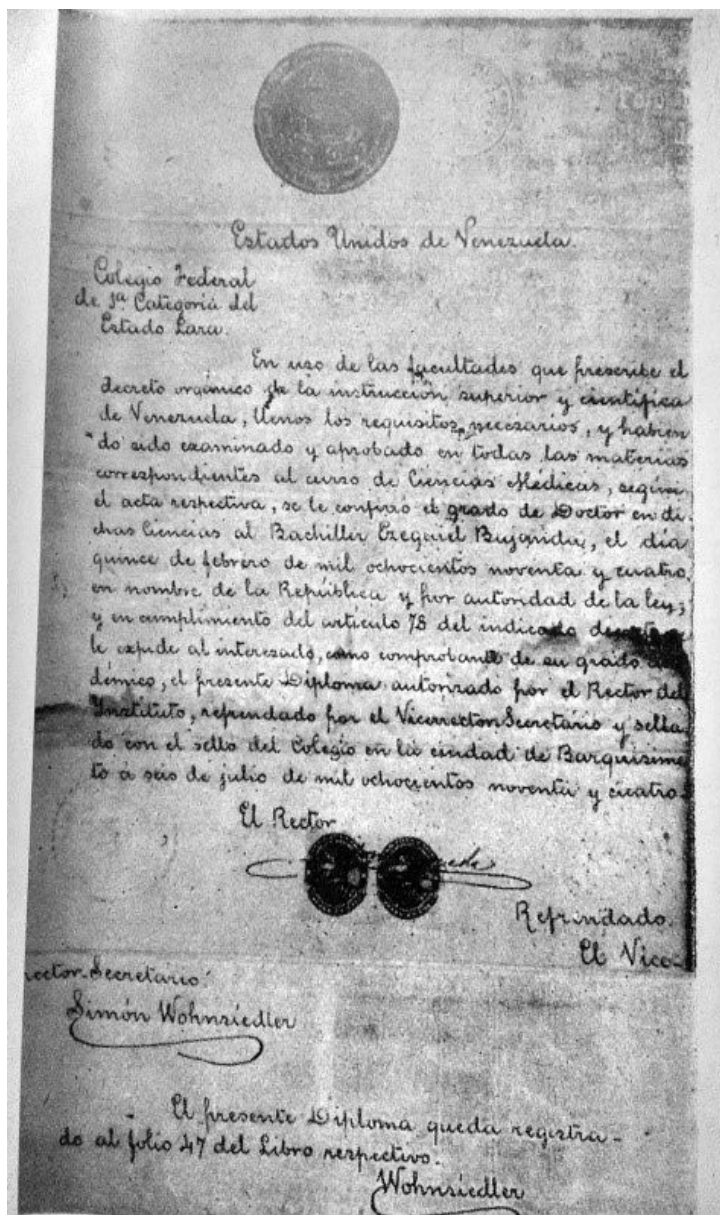 Estados Unidos de Venezuela.
Colegio Federal
de 1ª Categoría del
Estado Lara.
En uso de las facultades que prescribe el
decreto orgánico de la instrucción superior y científica
de Venezuela, llenos los requisitos necesarios, y habien
do sido examinado y aprobado en todas las materias
correspondientes al curso de Ciencias Médicas, según
el acta respectiva, se le confirió el grado de Doctor en di-
chas Ciencias al Bachiller Ezequiel Bujanda, el día
quince de febrero de mil ochocientos noventa y cuatro,
en nombre de la República y por autoridad de la ley;
y en cumplimento del artículo 78 del indicado
le expide al interesado, como comprobante de su grado
démico, el presente Diploma autorizado por el Rector del
Instituto, refrendado por el Vicerrector Secretario y sella
do con el sello del Colegio en la ciudad de Barquisime
to á seis de julio de mil ochocientos noventa y cuatro.
El Rector
Refrindado.
El Vice-
rector-Secretario
Simón Wohnsiedler
El presente Diploma queda registra-
do al folio 47 del Libro respectivo.
Wohnsiedler